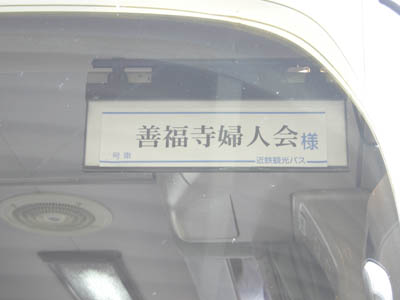 善福寺婦人会様
号車
近鉄観光バス